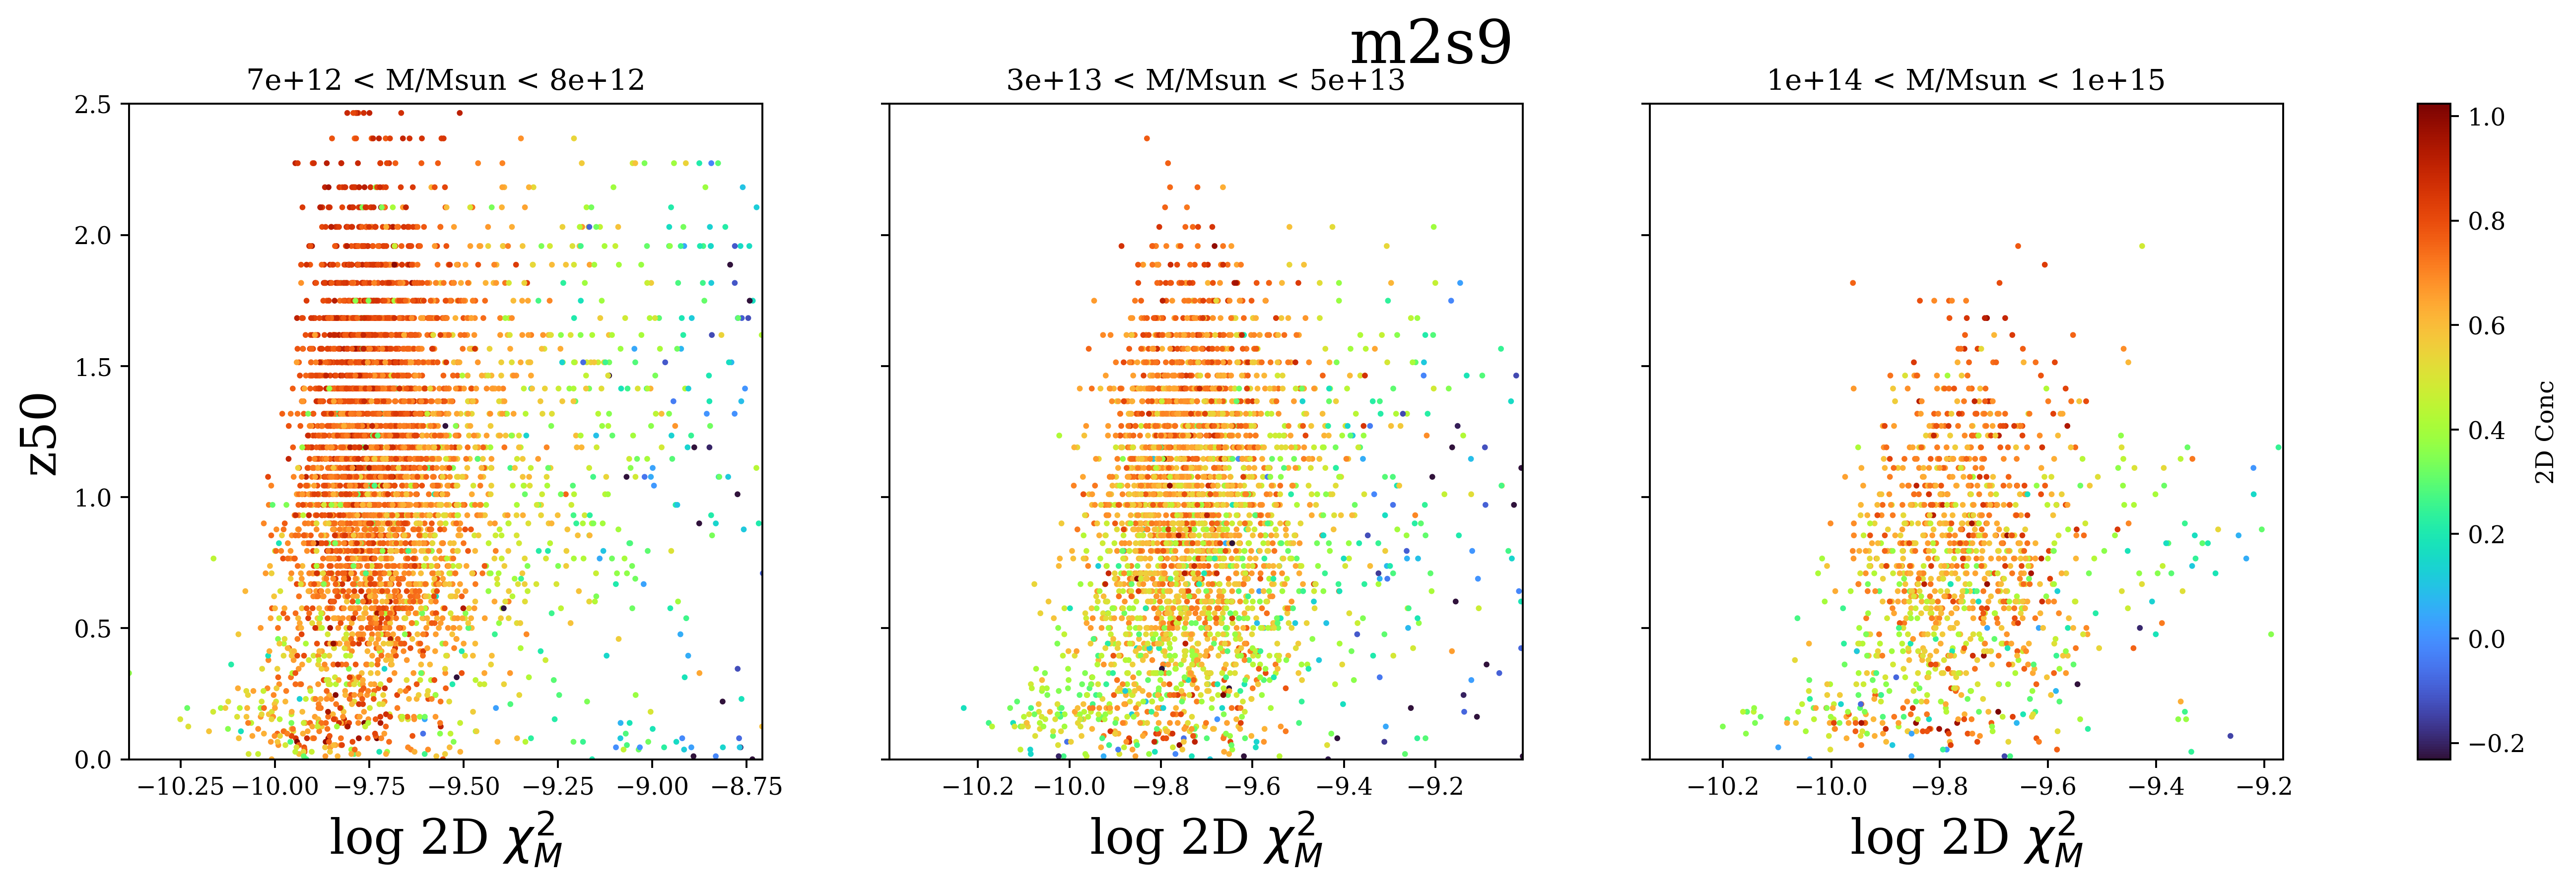 m2s9
7e+12 < M/Msun < 8e+12
3e+13 < M/Msun < 5e+13
1e+14 < M/Msun < 1e+15
z50
2.5
2.0
1.5
1.0
0.5
0.0
−10.25 −10.00 −9.75 −9.50 −9.25 −9.00 −8.75
−10.2 −10.0 −9.8 −9.6 −9.4 −9.2
−10.2 −10.0 −9.8 −9.6 −9.4 −9.2
log 2D χ²_M
log 2D χ²_M
log 2D χ²_M
1.0
0.8
0.6
0.4
0.2
0.0
−0.2
2D Conc